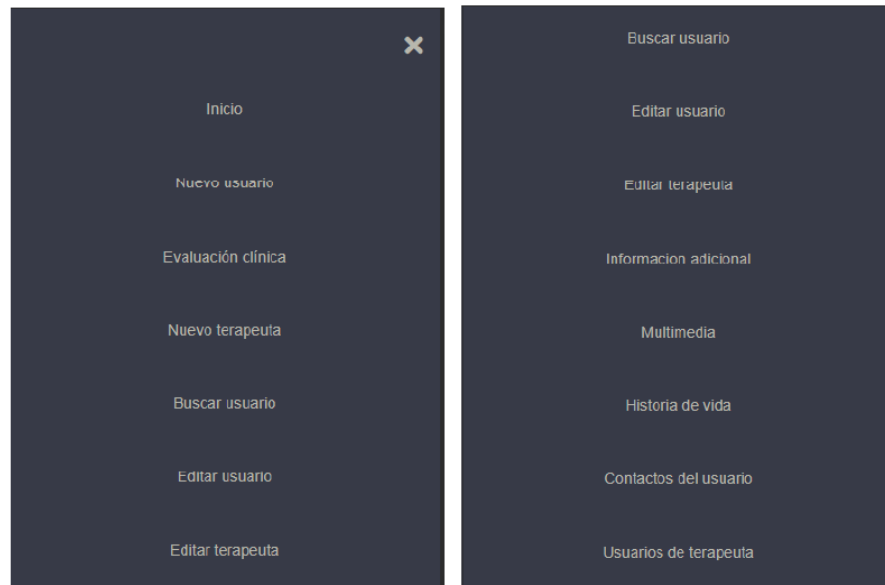 Inicio
Nuevo usuario
Evaluación clínica
Nuevo terapeuta
Buscar usuario
Editar usuario
Editar terapeuta
Buscar usuario
Editar usuario
Editar terapeuta
Informacion adicional
Multimedia
Historia de vida
Contactos del usuario
Usuarios de terapeuta